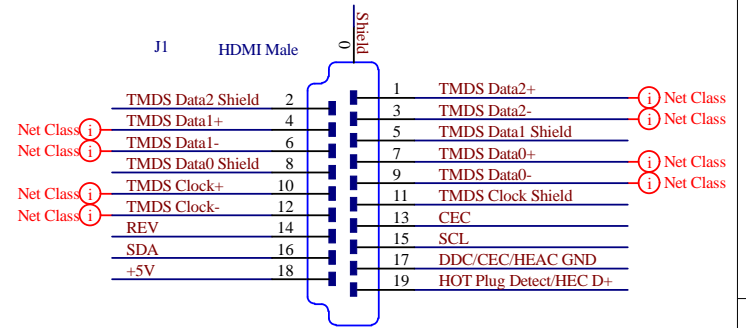 Shield
0
J1
HDMI Male
1 TMDS Data2+
i Net Class
TMDS Data2 Shield 2
3 TMDS Data2-
i Net Class
Net Class i
TMDS Data1+ 4
5 TMDS Data1 Shield
Net Class i
TMDS Data1- 6
7 TMDS Data0+
i Net Class
TMDS Data0 Shield 8
9 TMDS Data0-
i Net Class
Net Class i
TMDS Clock+ 10
11 TMDS Clock Shield
Net Class i
TMDS Clock- 12
13 CEC
REV 14
15 SCL
SDA 16
17 DDC/CEC/HEAC GND
+5V 18
19 HOT Plug Detect/HEC D+